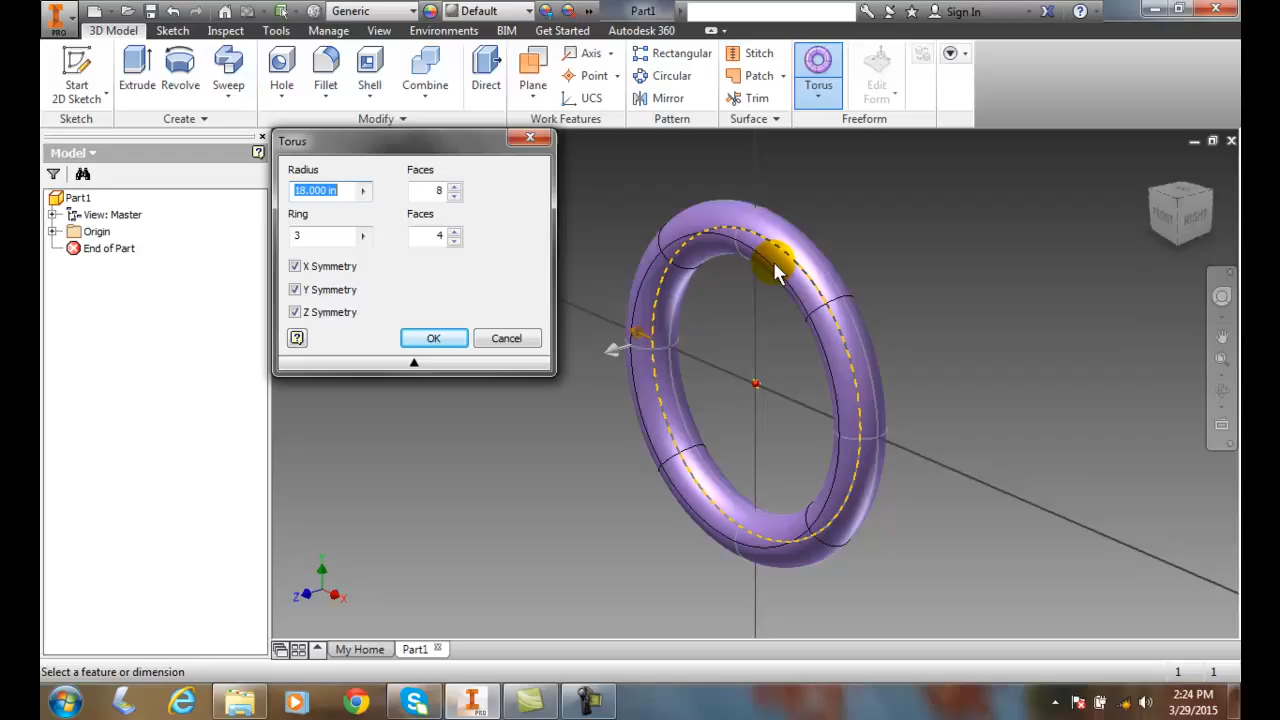 Generic
Default
Part1
Sign In
PRO
3D Model Sketch Inspect Tools Manage View Environments BIM Get Started Autodesk 360
Start
2D Sketch
Extrude Revolve Sweep
Hole Fillet Shell Combine
Direct
Plane
Axis
Point
UCS
Rectangular
Circular
Mirror
Stitch
Patch
Trim
Torus
Edit
Form
Sketch Create Modify Work Features Pattern Surface Freeform
Model
Part1
View: Master
Origin
End of Part
Torus
Radius Faces
18.000 in 8
Ring Faces
3 4
X Symmetry
Y Symmetry
Z Symmetry
OK Cancel
FRONT RIGHT
Y
Z X
My Home Part1
Select a feature or dimension 1 1
PRO
2:24 PM
3/29/2015